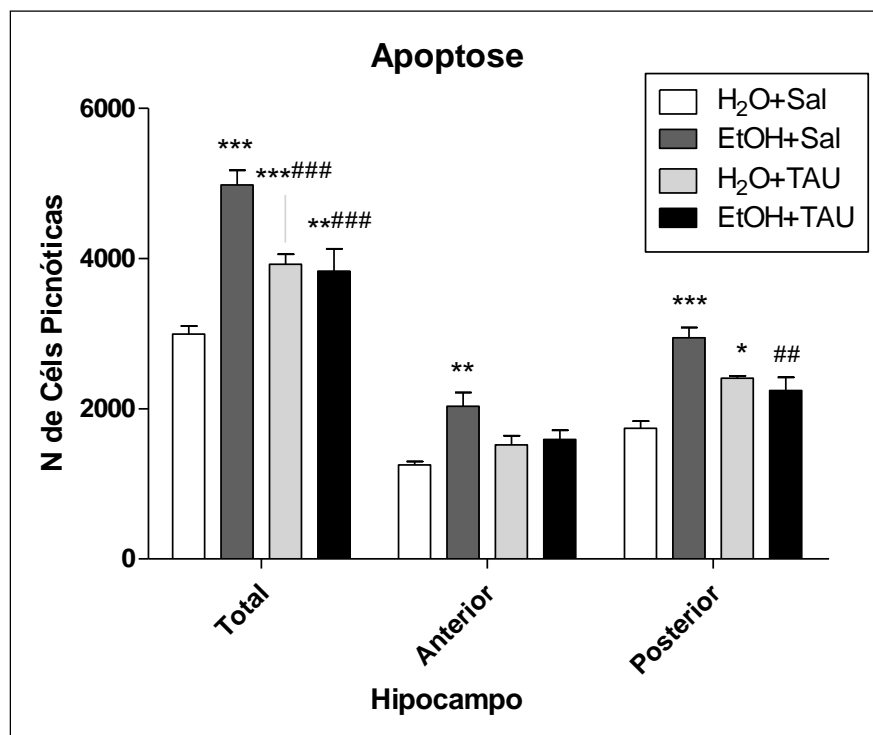 Apoptose
H₂O+Sal
EtOH+Sal
H₂O+TAU
EtOH+TAU
N de Céls Picnóticas
6000
4000
2000
0
***
***###
**###
**
***
*
##
Total
Anterior
Posterior
Hipocampo